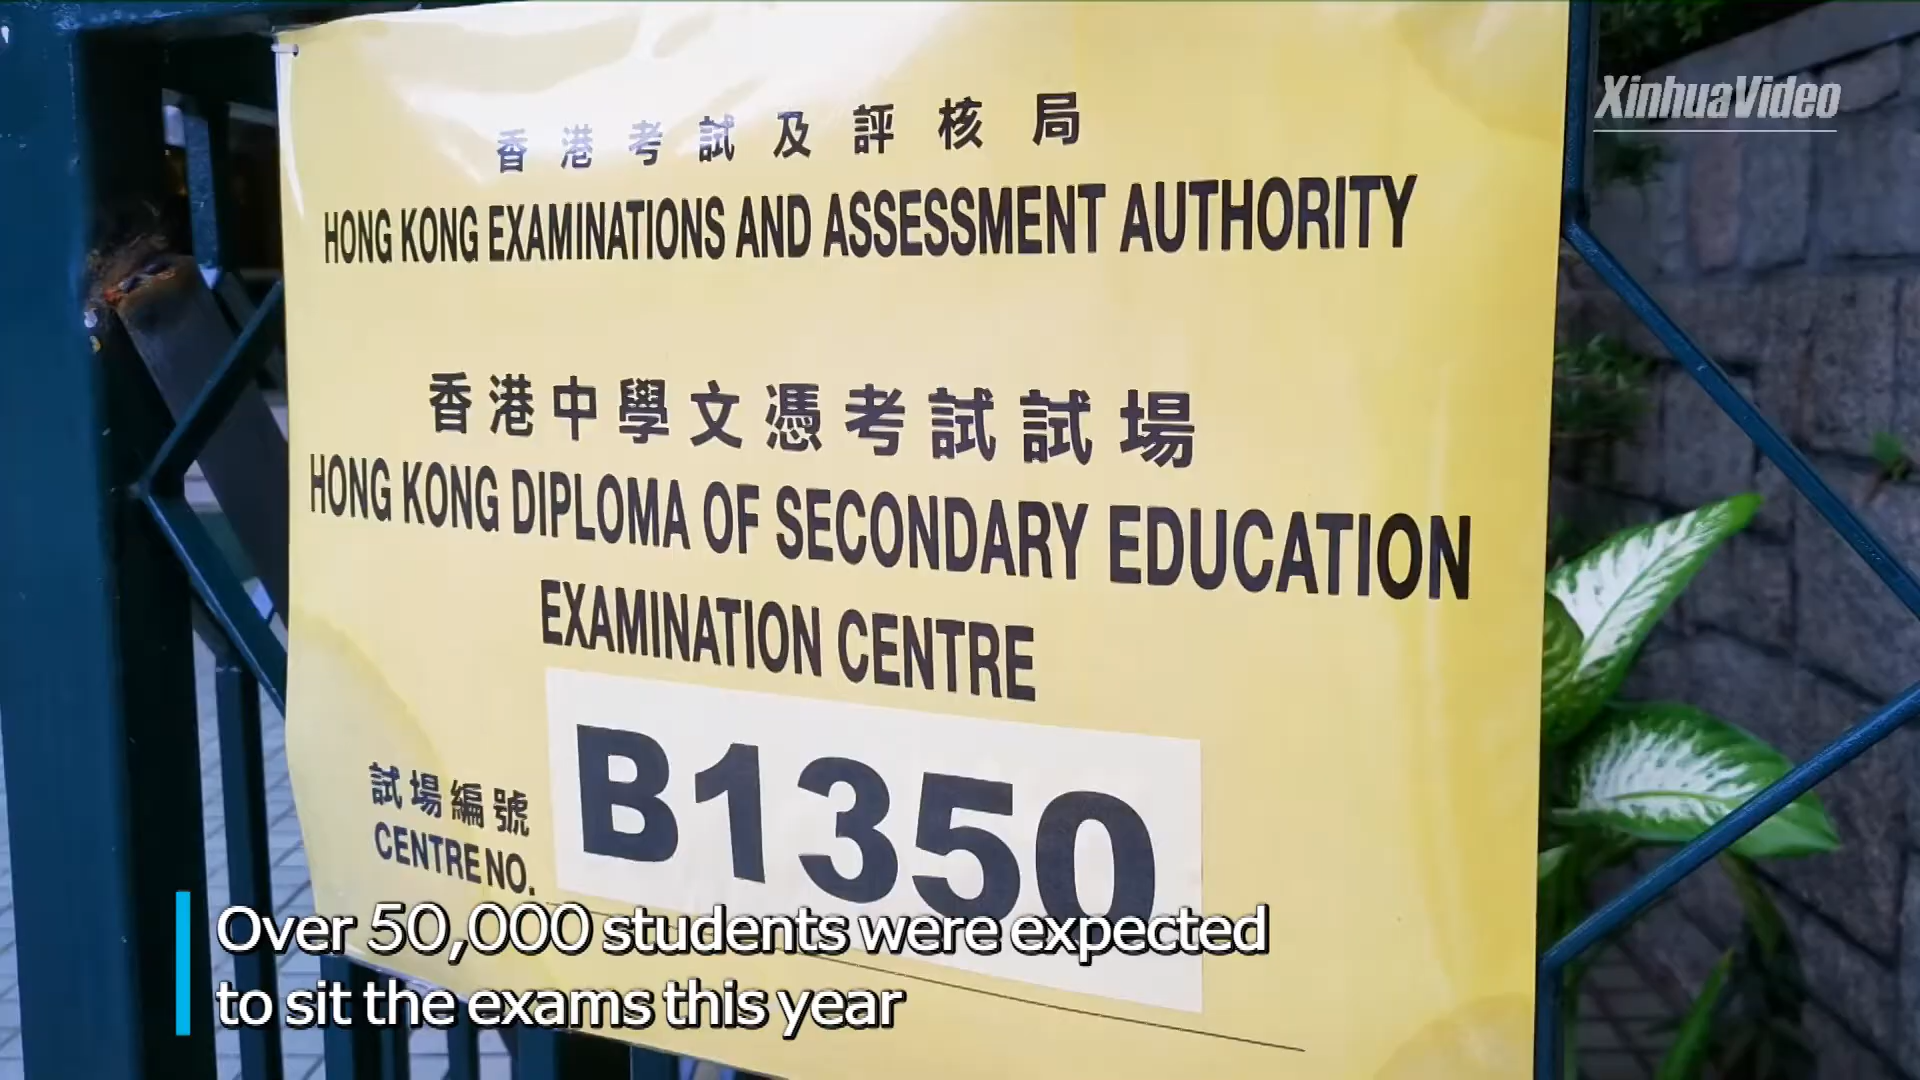 XinhuaVideo
香港考試及評核局
HONG KONG EXAMINATIONS AND ASSESSMENT AUTHORITY
香港中學文憑考試試場
HONG KONG DIPLOMA OF SECONDARY EDUCATION
EXAMINATION CENTRE
試場編號
CENTRE NO.
B1350
Over 50,000 students were expected
to sit the exams this year